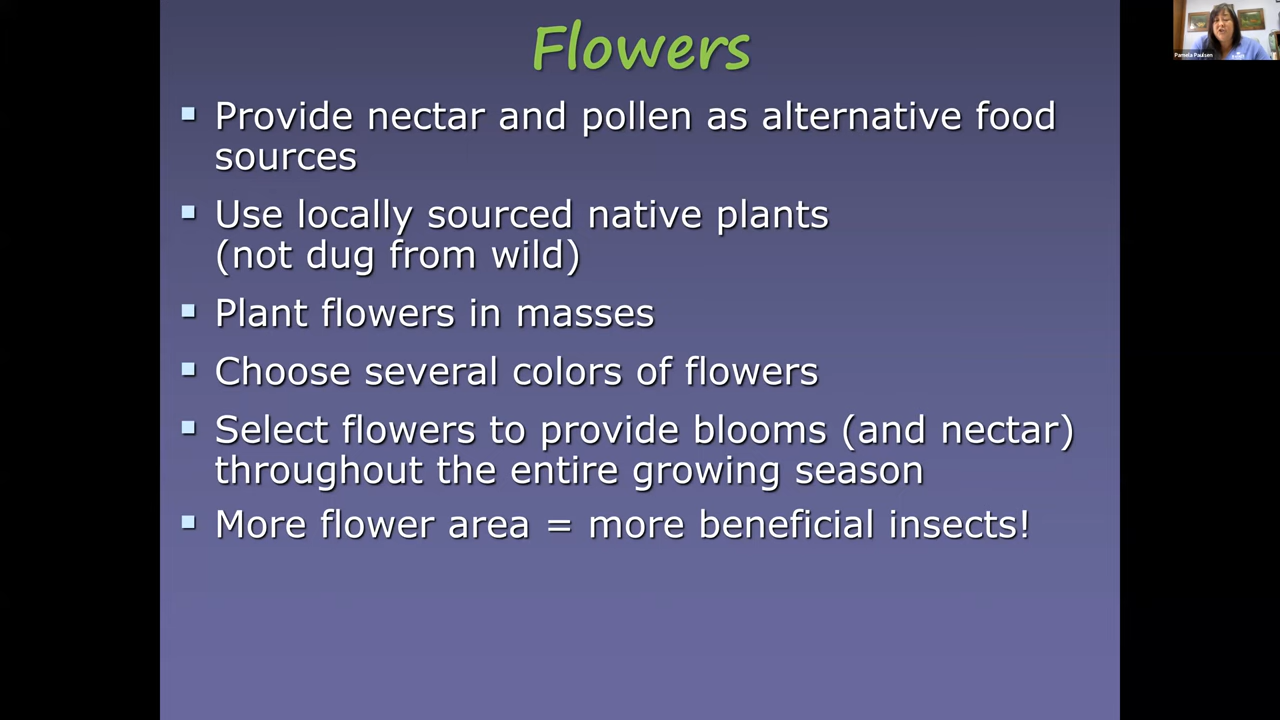 Flowers
Provide nectar and pollen as alternative food
sources
Use locally sourced native plants
(not dug from wild)
Plant flowers in masses
Choose several colors of flowers
Select flowers to provide blooms (and nectar)
throughout the entire growing season
More flower area = more beneficial insects!
Pamela Paulsen